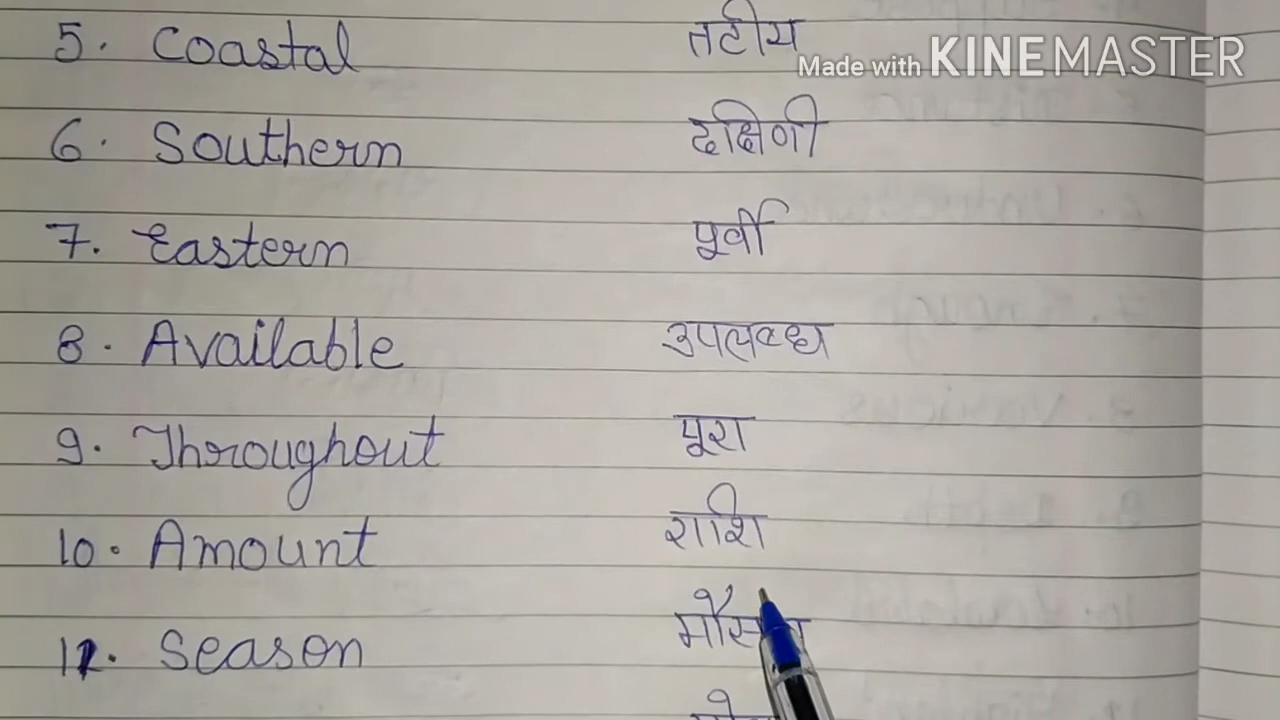 5. Coastal तटीय
Made with KINEMASTER
6. Southern दक्षिणी
7. Eastern पूर्वी
8. Available उपलब्ध
9. Throughout पूरा
10. Amount राशि
11. Season